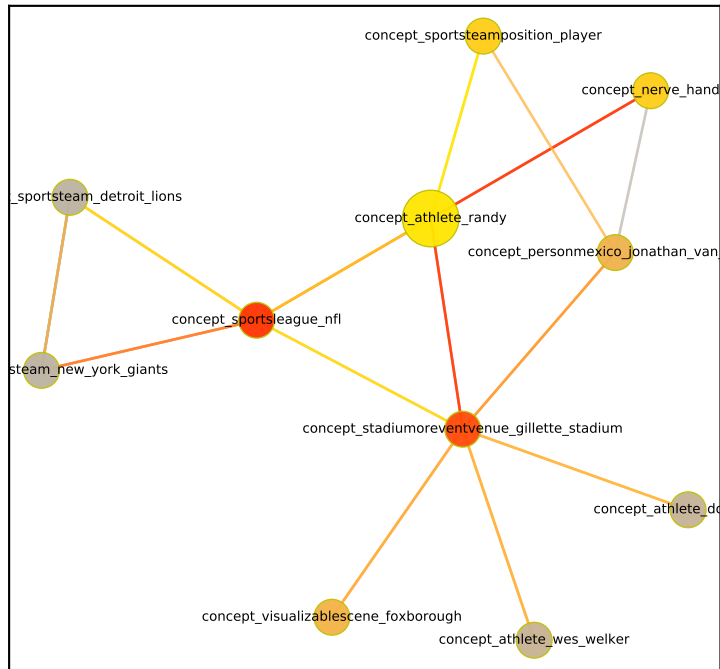 concept_sportsteamposition_player
concept_nerve_hand
_sportsteam_detroit_lions
concept_athlete_randy
concept_personmexico_jonathan_van
concept_sportsleague_nfl
steam_new_york_giants
concept_stadiumoreventvenue_gillette_stadium
concept_athlete_do
concept_visualizablescene_foxborough
concept_athlete_wes_welker